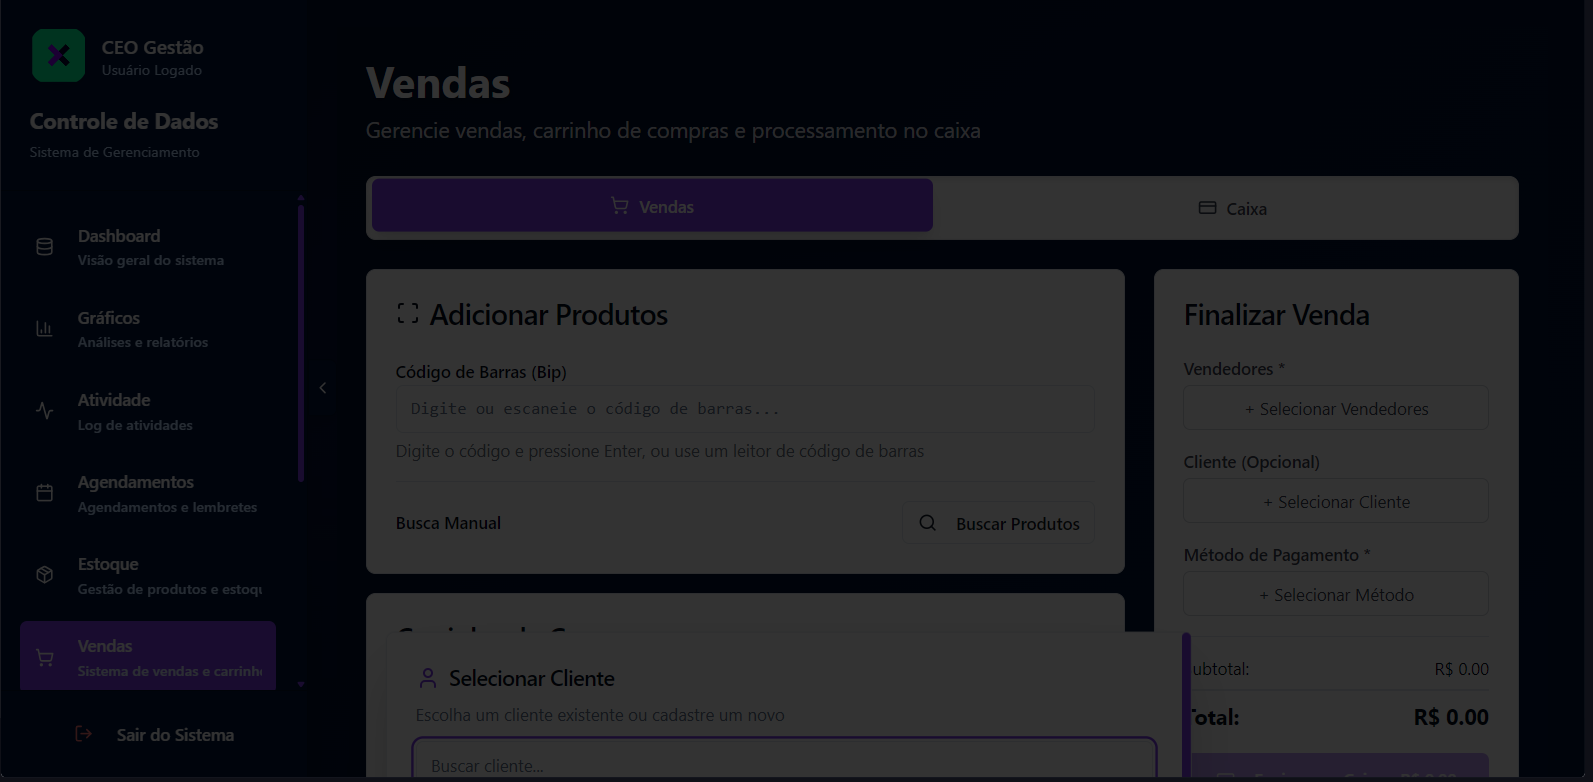 CEO Gestão
Usuário Logado
Controle de Dados
Sistema de Gerenciamento
Dashboard
Visão geral do sistema
Gráficos
Análises e relatórios
Atividade
Log de atividades
Agendamentos
Agendamentos e lembretes
Estoque
Gestão de produtos e estoqu
Vendas
Sistema de vendas e carrinh
Sair do Sistema
Vendas
Gerencie vendas, carrinho de compras e processamento no caixa
Vendas
Caixa
Adicionar Produtos
Código de Barras (Bip)
Digite ou escaneie o código de barras...
Digite o código e pressione Enter, ou use um leitor de código de barras
Busca Manual
Buscar Produtos
Selecionar Cliente
Escolha um cliente existente ou cadastre um novo
Buscar cliente...
Finalizar Venda
Vendedores *
+ Selecionar Vendedores
Cliente (Opcional)
+ Selecionar Cliente
Método de Pagamento *
+ Selecionar Método
ubtotal:
R$ 0.00
Total:
R$ 0.00